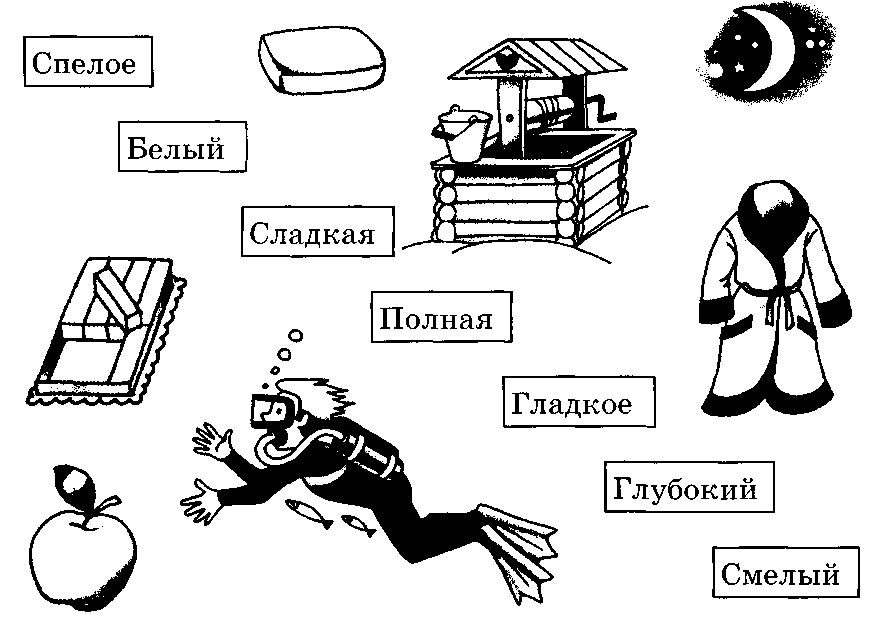 Спелое
Белый
Сладкая
Полная
Гладкое
Глубокий
Смелый